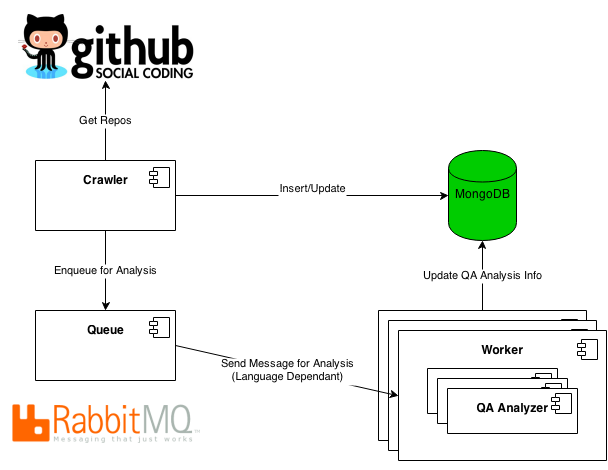 github
SOCIAL CODING
Get Repos
Crawler
Insert/Update
MongoDB
Enqueue for Analysis
Update QA Analysis Info
Queue
Send Message for Analysis
(Language Dependant)
Worker
QA Analyzer
RabbitMQ
Messaging that just works